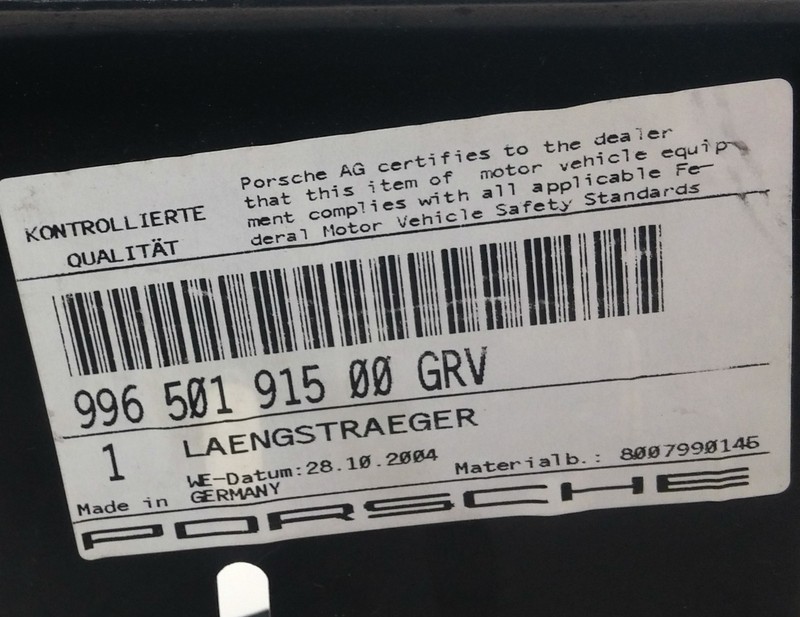 KONTROLLIERTE
QUALITÄT
Porsche AG certifies to the dealer
that this item of motor vehicle equip-
ment complies with all applicable Fe-
deral Motor Vehicle Safety Standards
996 501 915 00 GRV
1 LAENGSTRAEGER
WE-Datum:28.10.2004 Materialb.: 8007990145
Made in GERMANY
PORSCHE